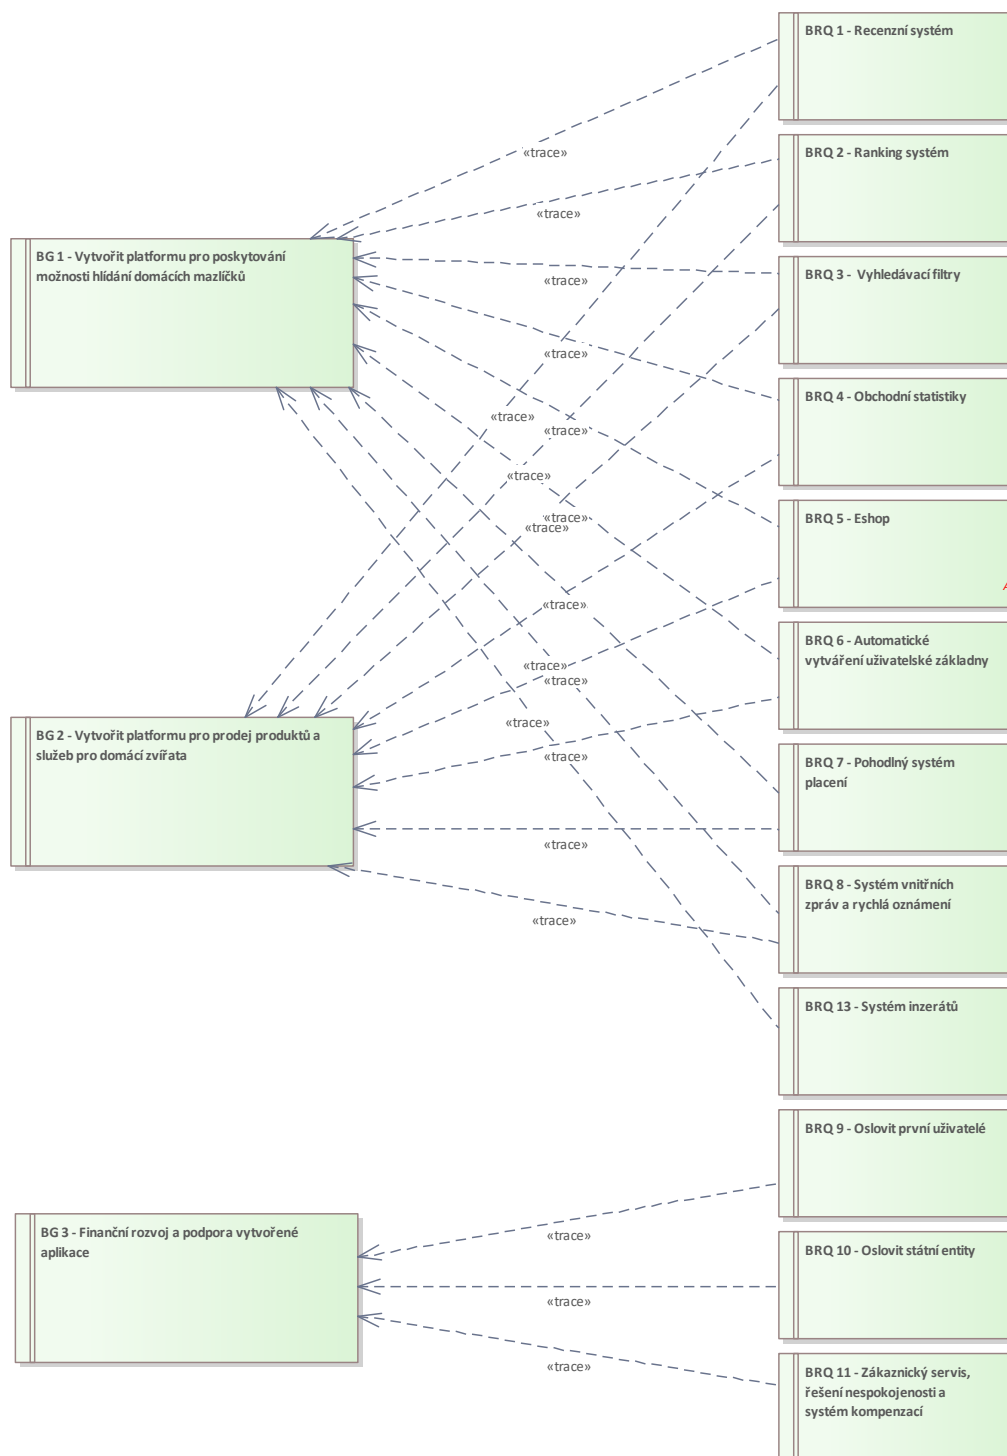 BRQ 1 - Recenzní systém
«trace»
BRQ 2 - Ranking systém
«trace»
BG 1 - Vytvořit platformu pro poskytování
možnosti hlídání domácích mazlíčků
BRQ 3 -  Vyhledávací filtry
«trace»
«trace»
BRQ 4 - Obchodní statistiky
«trace»
«trace»
«trace»
BRQ 5 - Eshop
«trace»
«trace»
«trace»
BRQ 6 - Automatické
vytváření uživatelské základny
«trace»
«trace»
BG 2 - Vytvořit platformu pro prodej produktů a
služeb pro domácí zvířata
«trace»
«trace»
BRQ 7 - Pohodlný systém
placení
«trace»
BRQ 8 - Systém vnitřních
zpráv a rychlá oznámení
«trace»
BRQ 13 - Systém inzerátů
BRQ 9 - Oslovit první uživatelé
BG 3 - Finanční rozvoj a podpora vytvořené
aplikace
«trace»
BRQ 10 - Oslovit státní entity
«trace»
«trace»
BRQ 11 - Zákaznický servis,
řešení nespokojenosti a
systém kompenzací